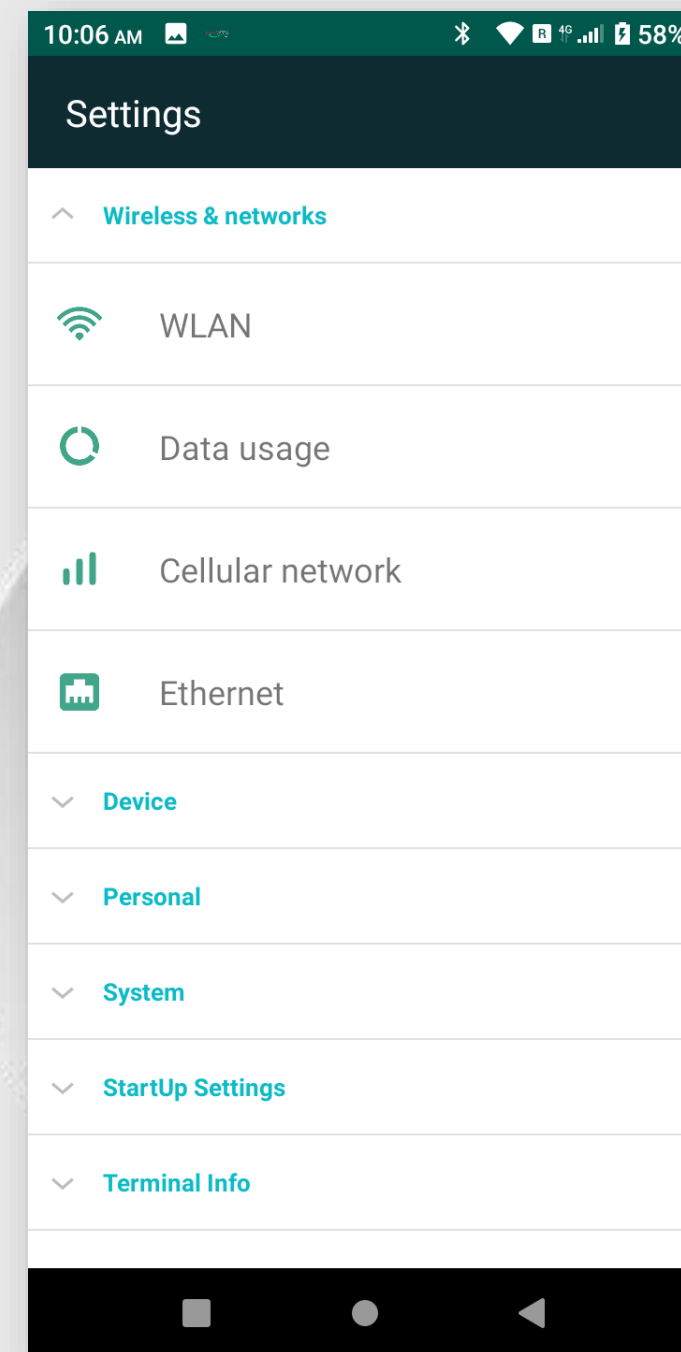 10:06 AM R 4G 58%
Settings
Wireless & networks
WLAN
Data usage
Cellular network
Ethernet
Device
Personal
System
StartUp Settings
Terminal Info